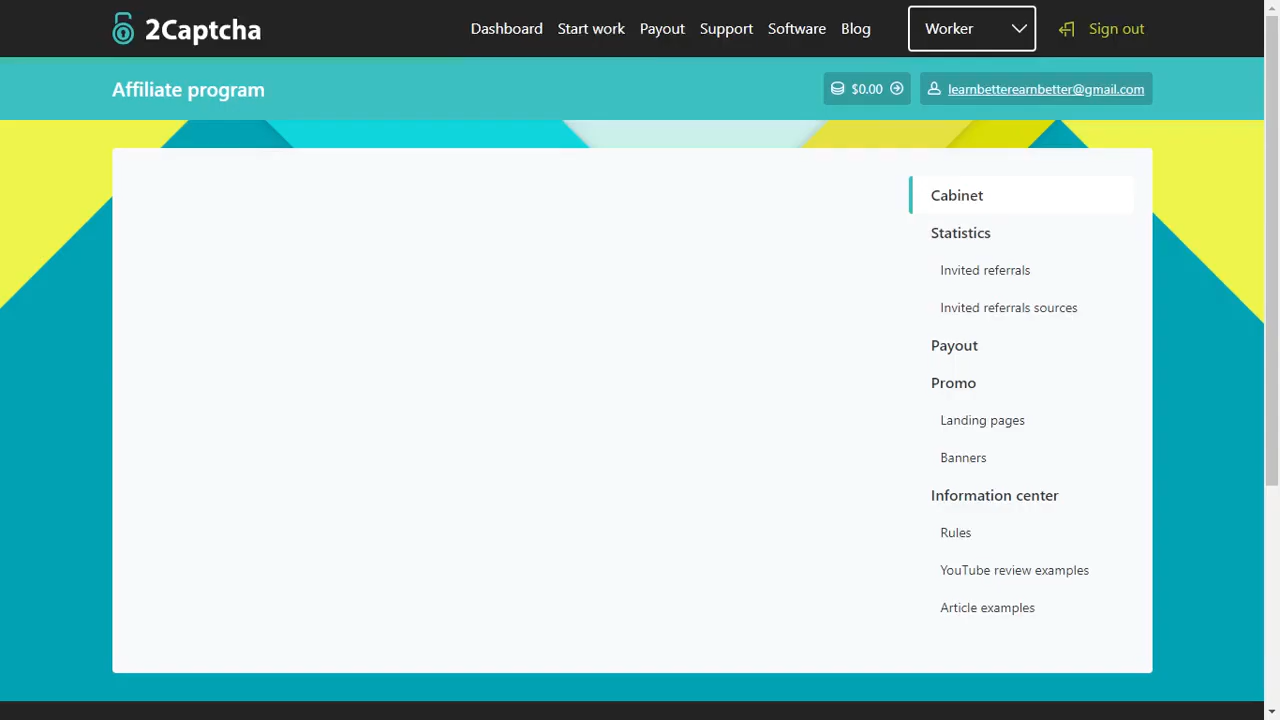 2Captcha
Dashboard Start work Payout Support Software Blog Worker Sign out
Affiliate program $0.00 learnbetterearnbetter@gmail.com
Cabinet
Statistics
Invited referrals
Invited referrals sources
Payout
Promo
Landing pages
Banners
Information center
Rules
YouTube review examples
Article examples